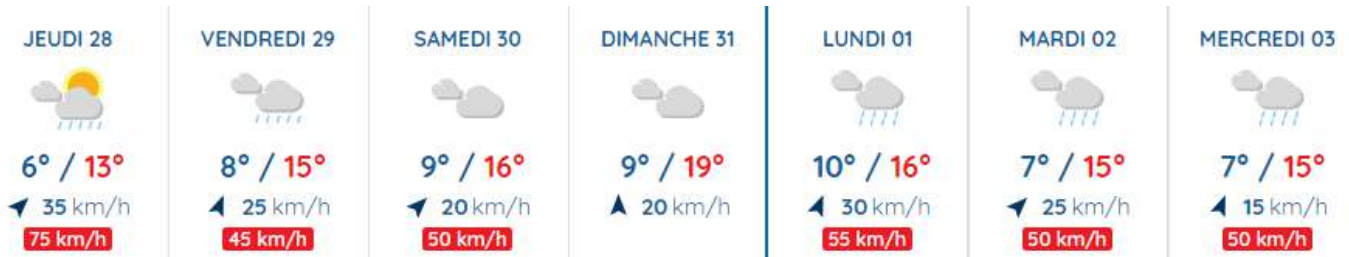 JEUDI 28
6° / 13°
35 km/h
75 km/h
VENDREDI 29
8° / 15°
25 km/h
45 km/h
SAMEDI 30
9° / 16°
20 km/h
50 km/h
DIMANCHE 31
9° / 19°
20 km/h
LUNDI 01
10° / 16°
30 km/h
55 km/h
MARDI 02
7° / 15°
25 km/h
50 km/h
MERCREDI 03
7° / 15°
15 km/h
50 km/h